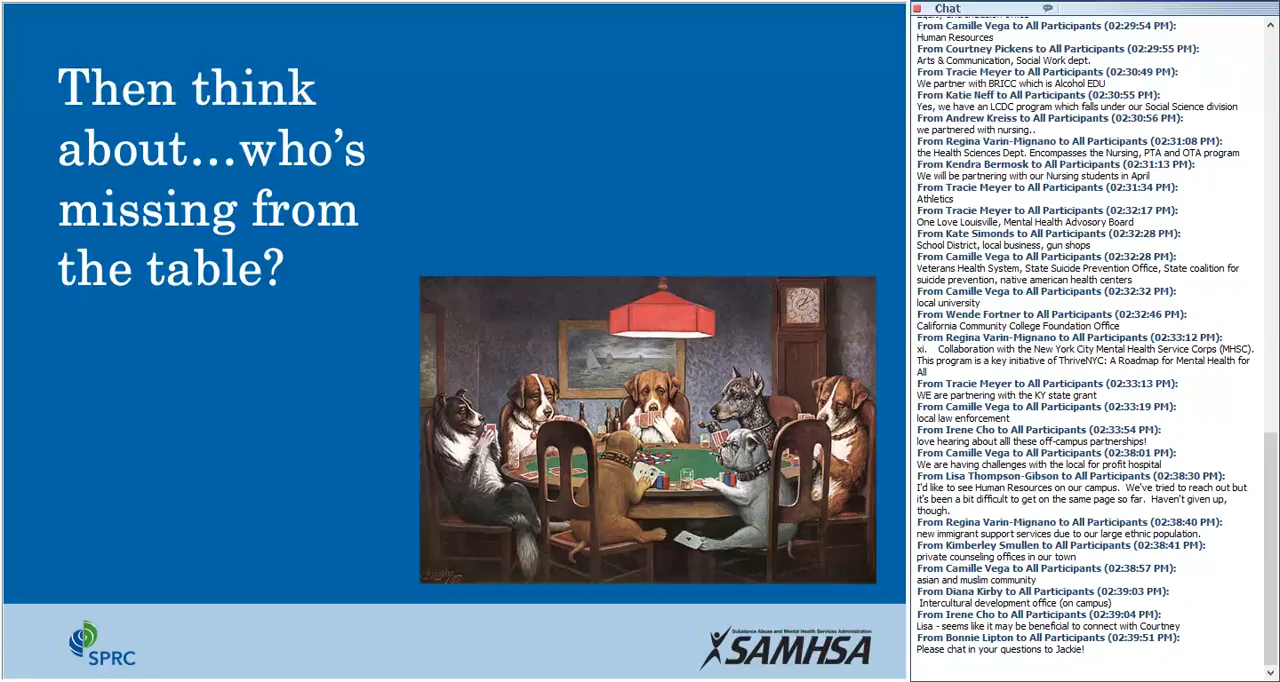 Then think
about...who's
missing from
the table?
SPRC
Substance Abuse and Mental Health Services Administration
SAMHSA
Chat
From Camille Vega to All Participants (02:29:54 PM):
Human Resources
From Courtney Pickens to All Participants (02:29:55 PM):
Arts & Communication, Social Work dept.
From Tracie Meyer to All Participants (02:30:49 PM):
We partner with BRICC which is Alcohol EDU
From Katie Neff to All Participants (02:30:55 PM):
Yes, we have an LCDC program which falls under our Social Science division
From Andrew Kreiss to All Participants (02:30:56 PM):
we partnered with nursing..
From Regina Varin-Mignano to All Participants (02:31:08 PM):
the Health Sciences Dept. Encompasses the Nursing, PTA and OTA program
From Kendra Bermosk to All Participants (02:31:13 PM):
We will be partnering with our Nursing students in April
From Tracie Meyer to All Participants (02:31:34 PM):
Athletics
From Tracie Meyer to All Participants (02:32:17 PM):
One Love Louisville, Mental Health Advosory Board
From Kate Simonds to All Participants (02:32:28 PM):
School District, local business, gun shops
From Camille Vega to All Participants (02:32:28 PM):
Veterans Health System, State Suicide Prevention Office, State coalition for
suicide prevention, native american health centers
From Camille Vega to All Participants (02:32:32 PM):
local university
From Wende Fortner to All Participants (02:32:46 PM):
California Community College Foundation Office
From Regina Varin-Mignano to All Participants (02:33:12 PM):
xi. Collaboration with the New York City Mental Health Service Corps (MHSC).
This program is a key initiative of ThriveNYC: A Roadmap for Mental Health for
All
From Tracie Meyer to All Participants (02:33:13 PM):
WE are partnering with the KY state grant
From Camille Vega to All Participants (02:33:19 PM):
local law enforcement
From Irene Cho to All Participants (02:33:54 PM):
love hearing about alll these off-campus partnerships!
From Camille Vega to All Participants (02:38:01 PM):
We are having challenges with the local for profit hospital
From Lisa Thompson-Gibson to All Participants (02:38:30 PM):
I'd like to see Human Resources on our campus. We've tried to reach out but
it's been a bit difficult to get on the same page so far. Haven't given up,
though.
From Regina Varin-Mignano to All Participants (02:38:40 PM):
new immigrant support services due to our large ethnic population.
From Kimberley Smullen to All Participants (02:38:41 PM):
private counseling offices in our town
From Camille Vega to All Participants (02:38:57 PM):
asian and muslim community
From Diana Kirby to All Participants (02:39:03 PM):
Intercultural development office (on campus)
From Irene Cho to All Participants (02:39:04 PM):
Lisa - seems like it may be beneficial to connect with Courtney
From Bonnie Lipton to All Participants (02:39:51 PM):
Please chat in your questions to Jackie!